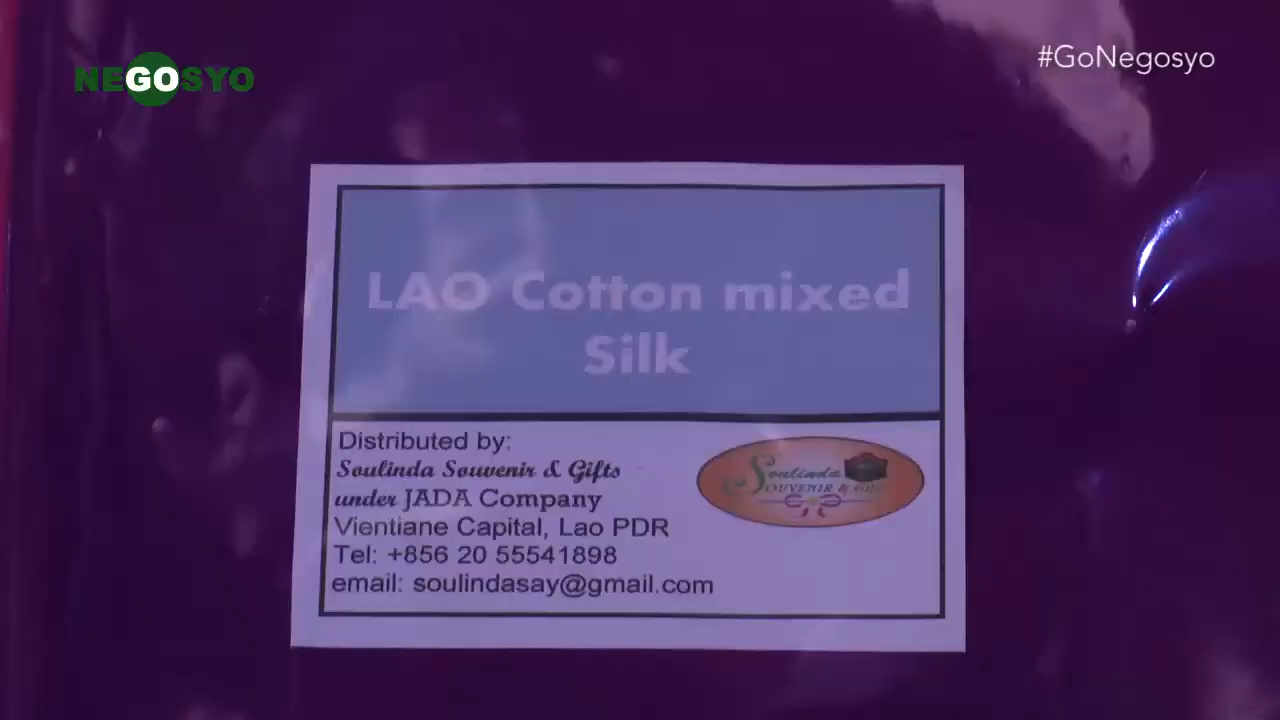 NEGOSYO
#GoNegosyo
LAO Cotton mixed
Silk
Distributed by:
Soulinda Souvenir & Gifts
under JADA Company
Vientiane Capital, Lao PDR
Tel: +856 20 55541898
email: soulindasay@gmail.com
Soulinda
SOUVENIR &